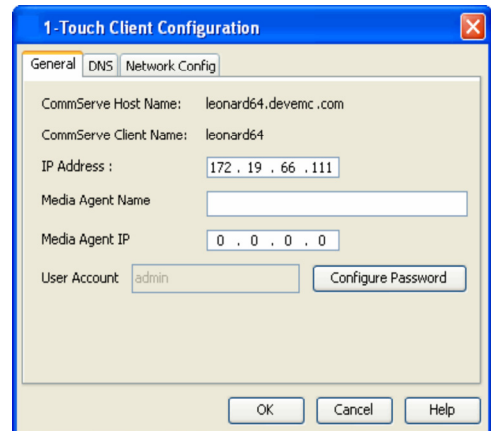 1-Touch Client Configuration
General DNS Network Config
CommServe Host Name: leonard64.devemc .com
CommServe Client Name: leonard64
IP Address : 172 . 19 . 66 .111
Media Agent Name
Media Agent IP 0 . 0 . 0 . 0
User Account admin Configure Password
OK Cancel Help